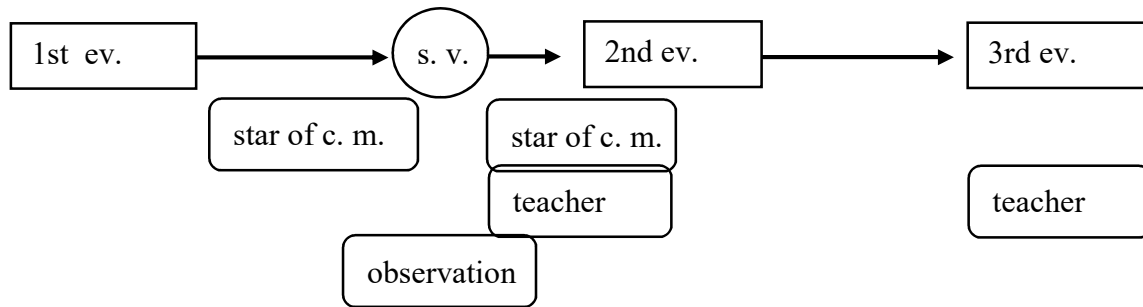 1st ev.
s. v.
2nd ev.
3rd ev.
star of c. m.
star of c. m.
teacher
teacher
observation